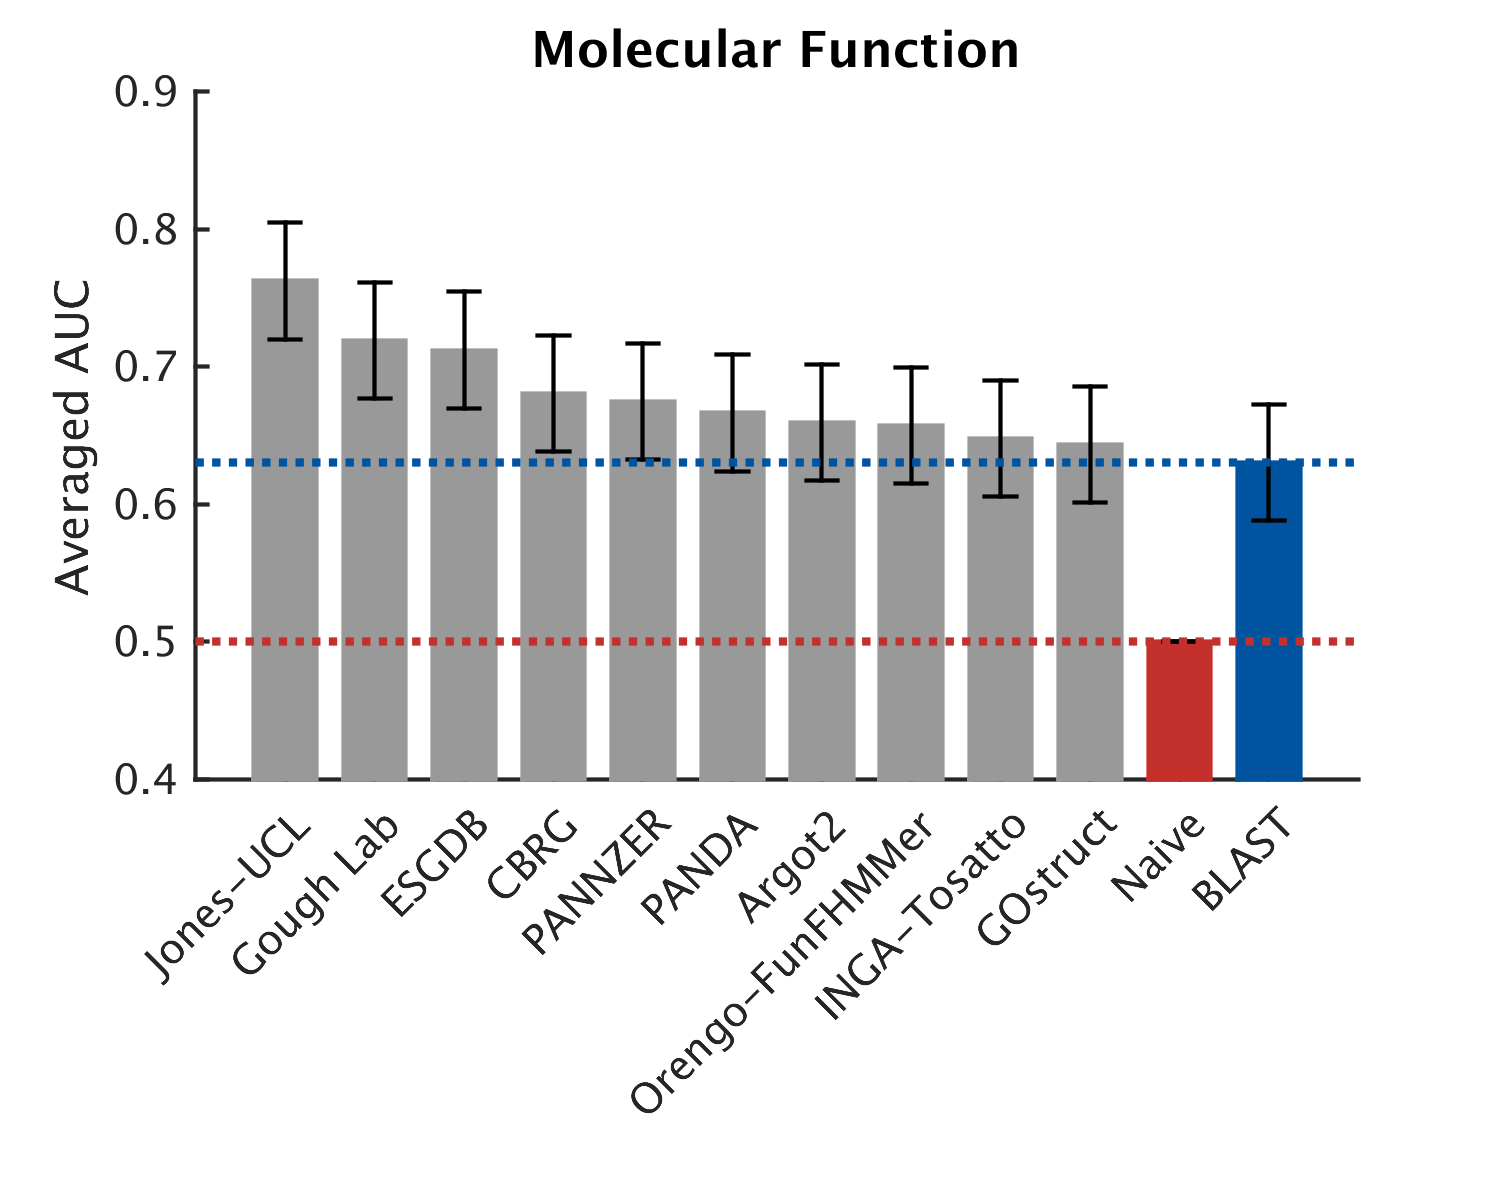 Molecular Function
Averaged AUC
0.9
0.8
0.7
0.6
0.5
0.4
Jones–UCL
Gough Lab
ESGDB
CBRG
PANNZER
PANDA
Argot2
Orengo–FunFHMMer
INGA–Tosatto
GOstruct
Naive
BLAST